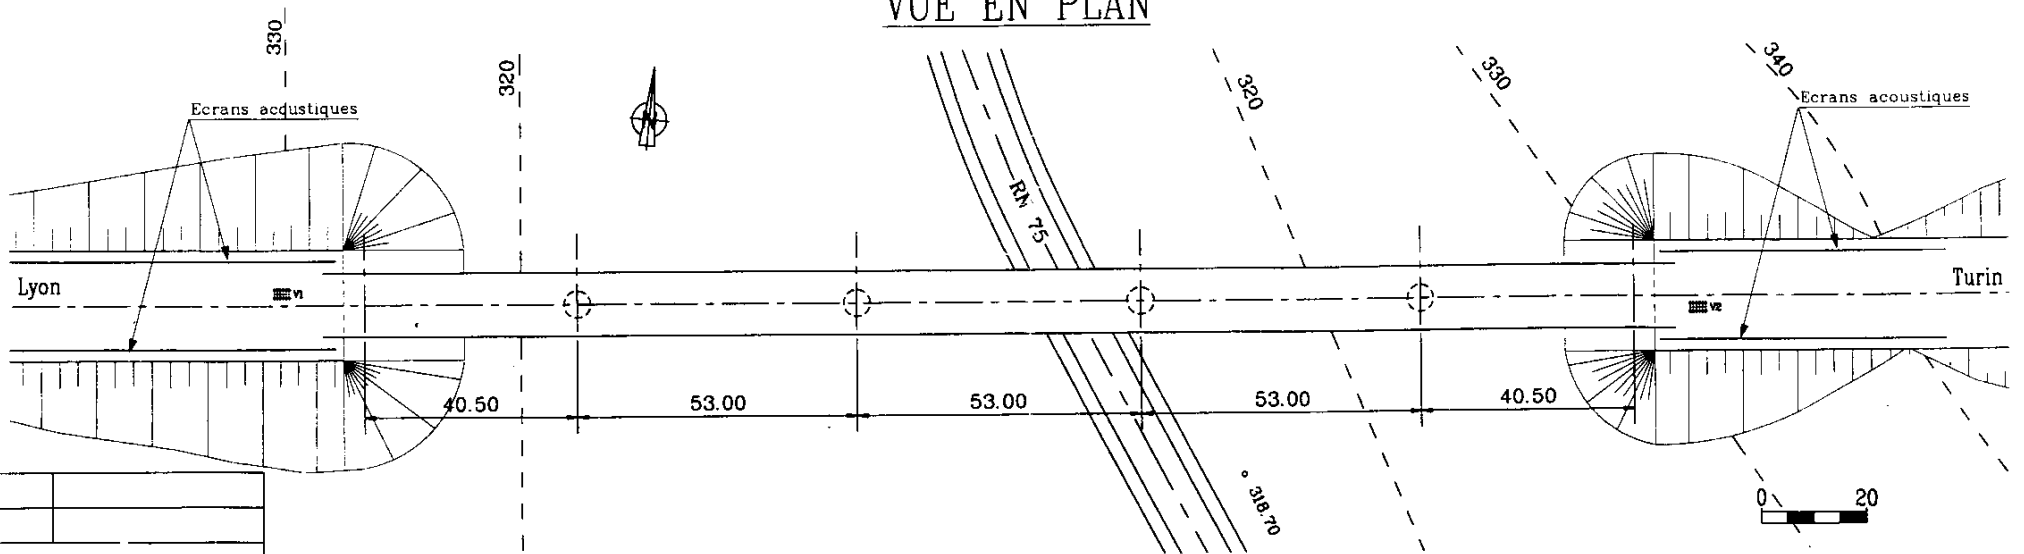 VUE EN PLAN
330
320
320
330
340
Ecrans acoustiques
Ecrans acoustiques
N
RN 75
Lyon
V1
V2
Turin
40.50
53.00
53.00
53.00
40.50
318.70
0 20